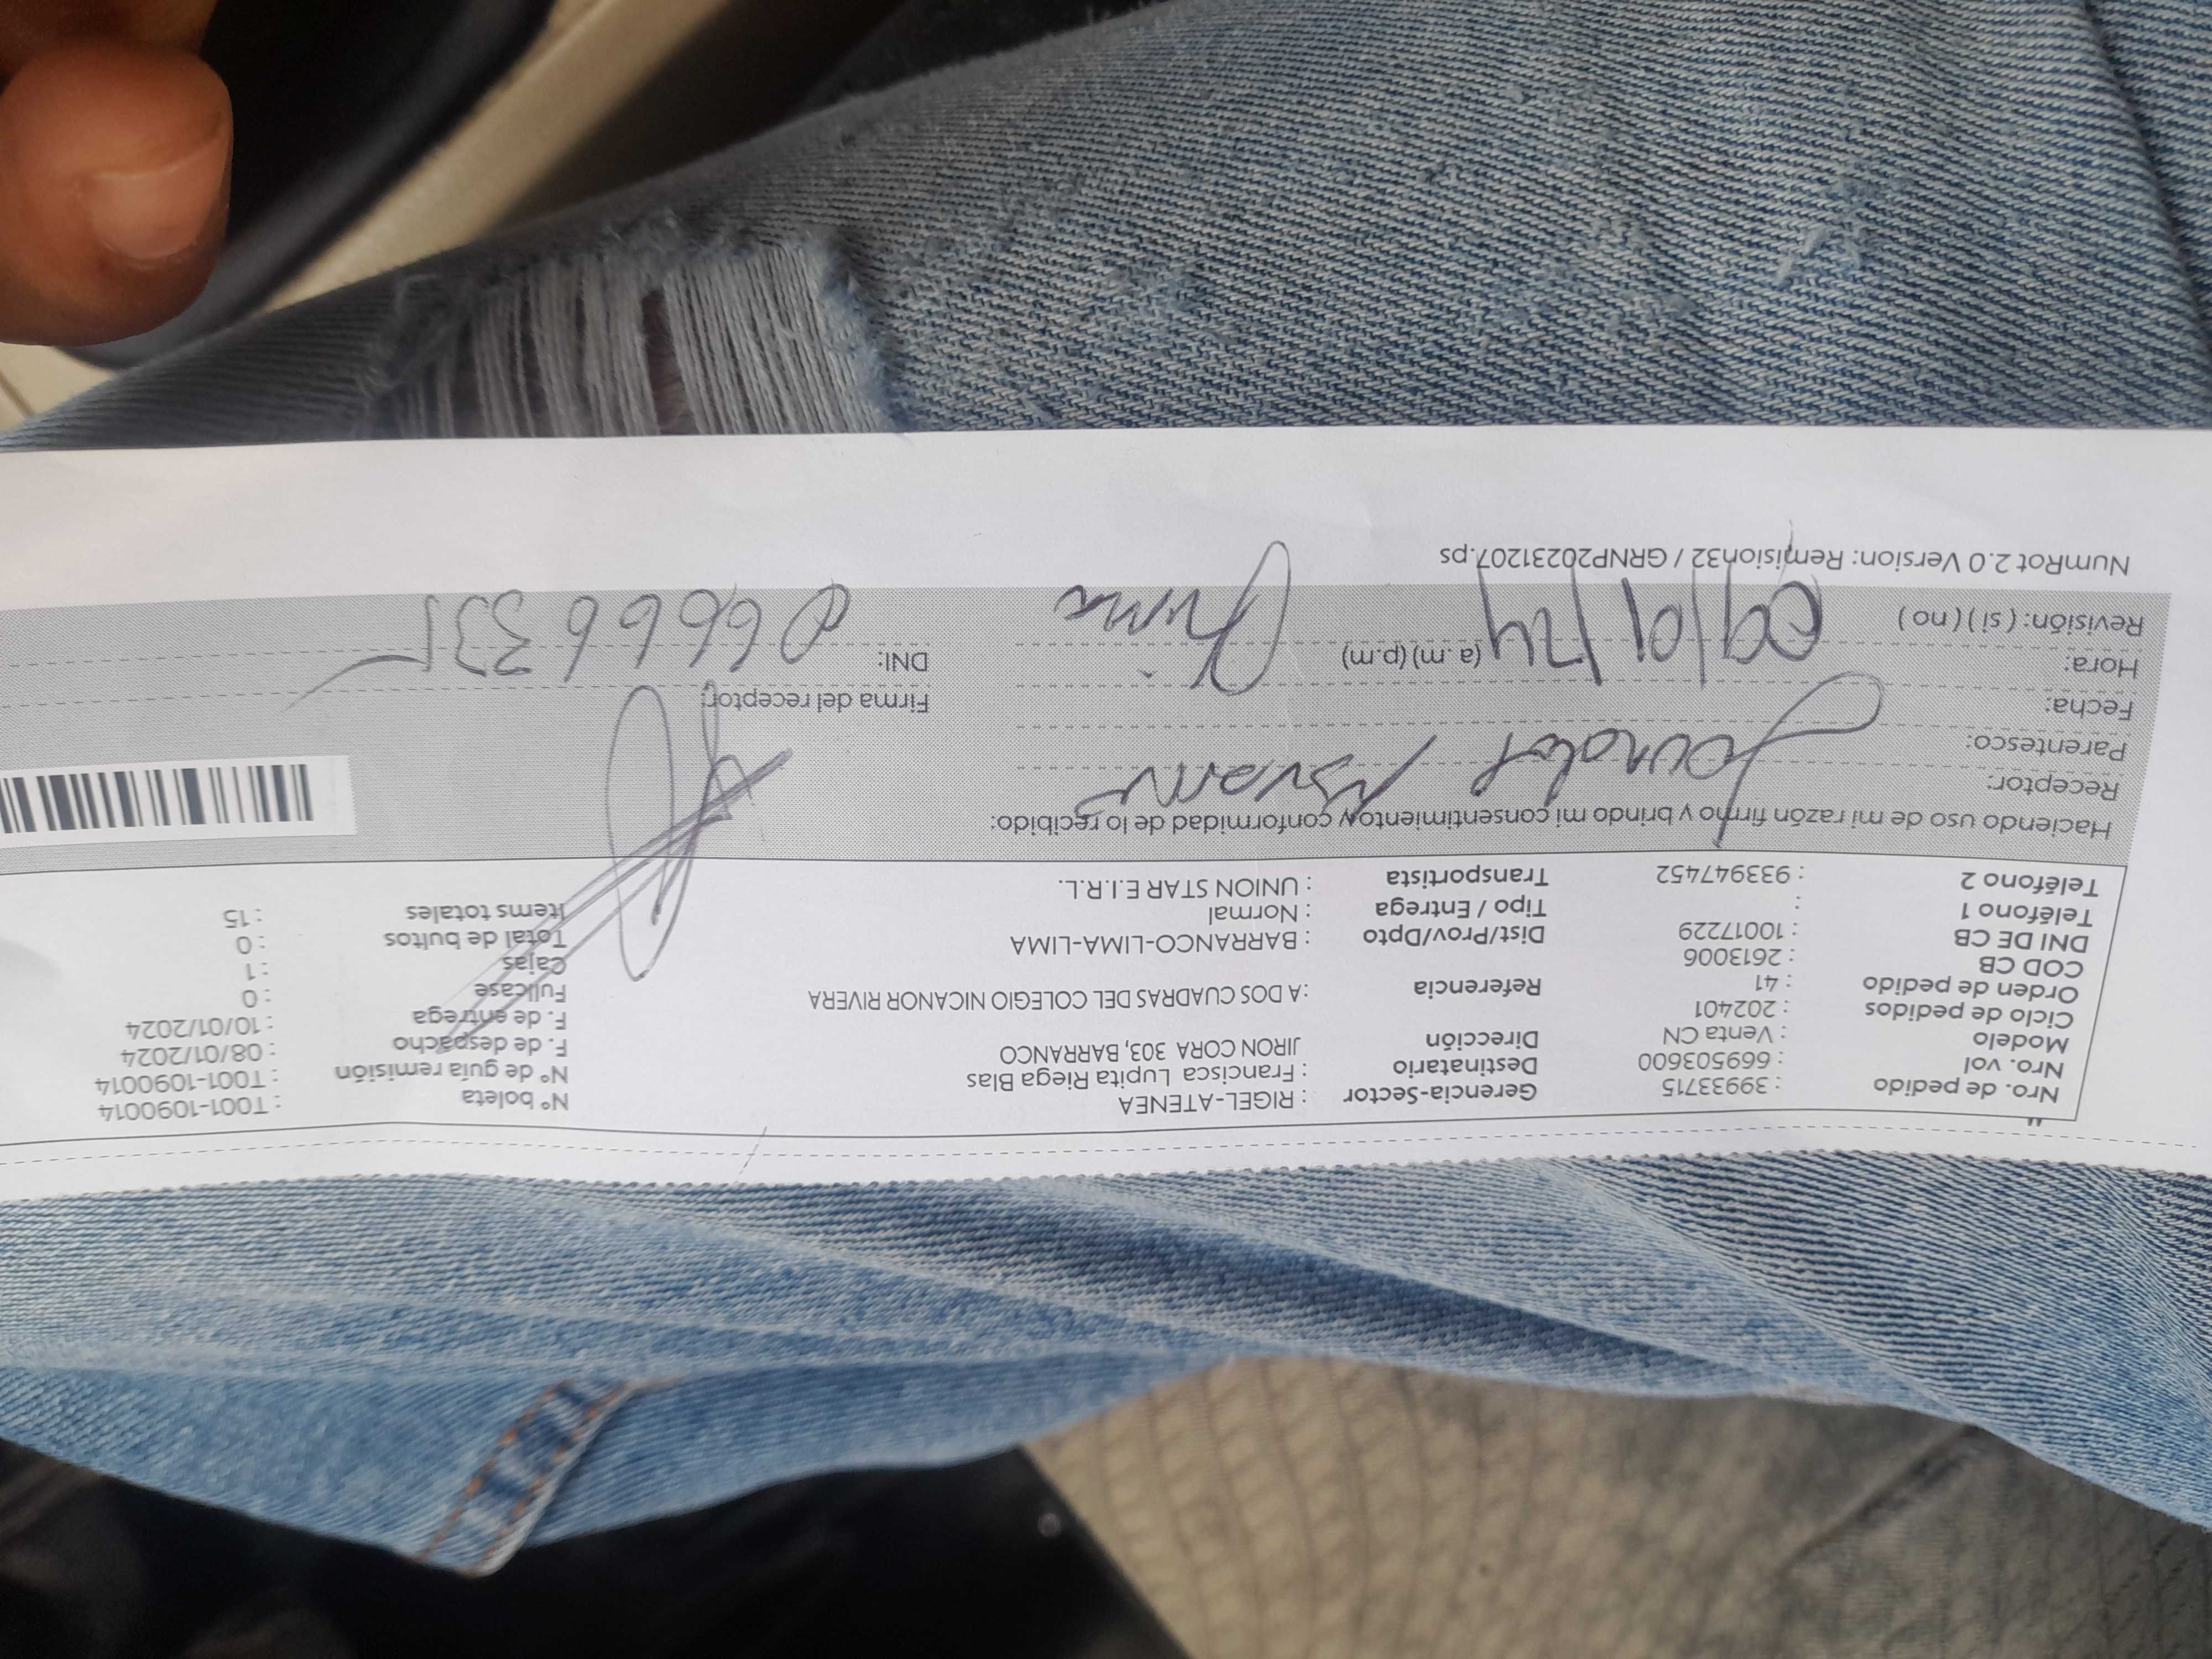 Nro. de pedido : 39933715 Gerencia-Sector : RIGEL-ATENEA N° boleta : T001-1090014
Nro. vol : 669503600 Destinatario : Francisca Lupita Riega Blas N° de guía remisión : T001-1090014
Modelo : Venta CN Dirección JIRON CORA 303, BARRANCO F. de despacho : 08/01/2024
Ciclo de pedidos : 202401 F. de entrega : 10/01/2024
Orden de pedido : 41 Referencia : A DOS CUADRAS DEL COLEGIO NICANOR RIVERA Fullcase : 0
COD CB : 2613006 Cajas : 1
DNI DE CB : 10017229 Dist/Prov/Dpto : BARRANCO-LIMA-LIMA Total de bultos : 0
Teléfono 1 : Tipo / Entrega : Normal Items totales : 15
Teléfono 2 : 933947452 Transportista : UNION STAR E.I.R.L.
Haciendo uso de mi razón firmo y brindo mi consentimiento y conformidad de lo recibido:
Receptor:
Parentesco:
Fecha: Firma del receptor:
Hora: (a.m) (p.m) DNI:
Revisión: ( si ) ( no ) 09/01/24
NumRot 2.0 Version: Remision32 / GRNP20231207.ps